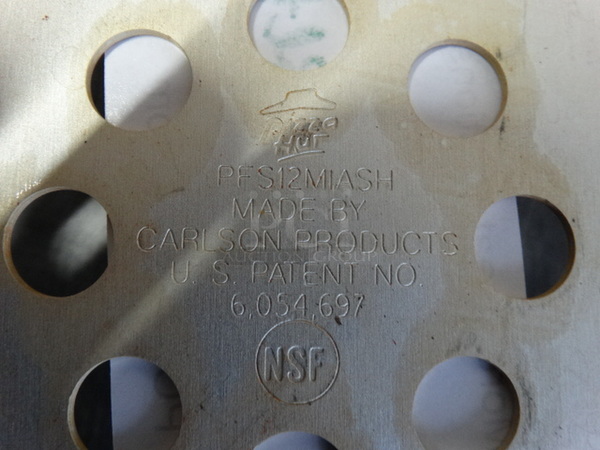 Pizza
Hut
PFS12MIASH
MADE BY
CARLSON PRODUCTS
U. S. PATENT NO.
6,054,697
NSF